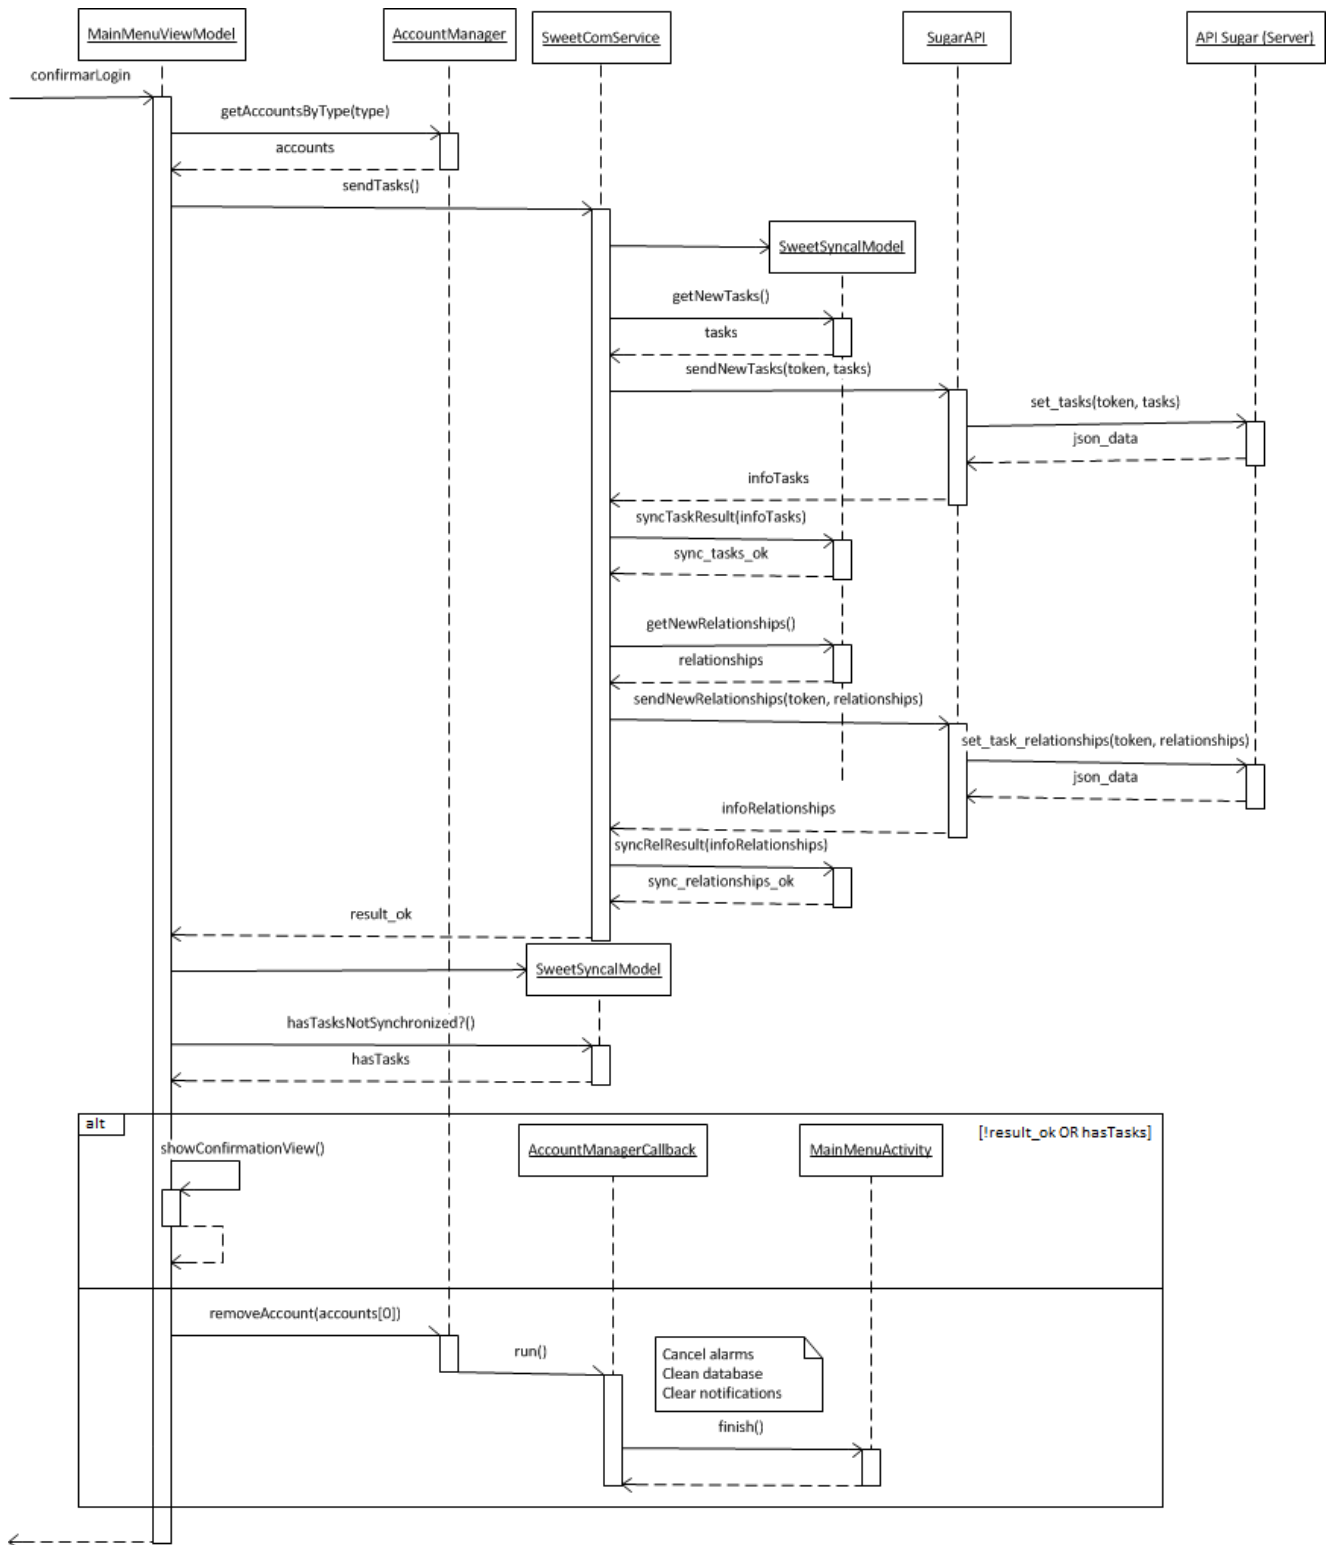 MainMenuViewModel
AccountManager
SweetComService
SugarAPI
API Sugar (Server)
confirmarLogin
getAccountsByType(type)
accounts
sendTasks()
SweetSyncalModel
getNewTasks()
tasks
sendNewTasks(token, tasks)
set_tasks(token, tasks)
json_data
infoTasks
syncTaskResult(infoTasks)
sync_tasks_ok
getNewRelationships()
relationships
sendNewRelationships(token, relationships)
set_task_relationships(token, relationships)
json_data
infoRelationships
syncRelResult(infoRelationships)
sync_relationships_ok
result_ok
SweetSyncalModel
hasTasksNotSynchronized?()
hasTasks
alt
[!result_ok OR hasTasks]
showConfirmationView()
AccountManagerCallback
MainMenuActivity
removeAccount(accounts[0])
run()
Cancel alarms
Clean database
Clear notifications
finish()